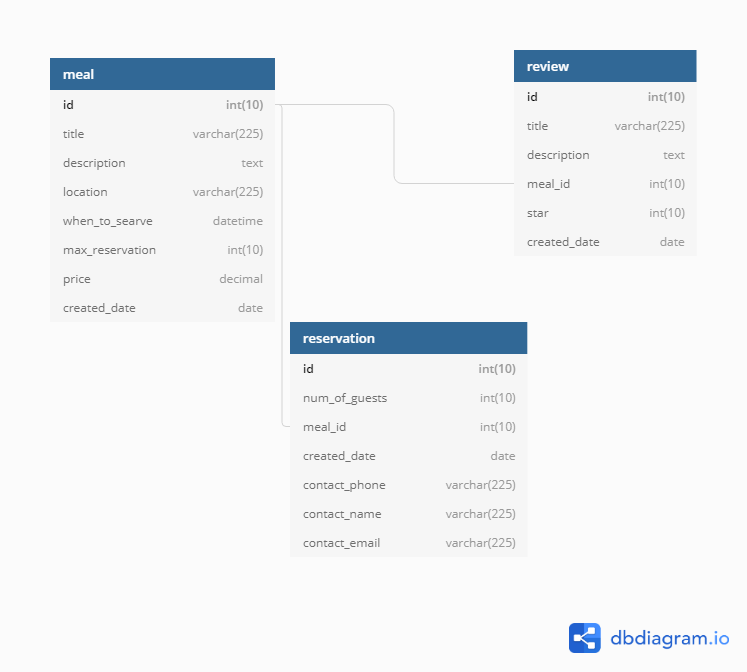 meal
id int(10)
title varchar(225)
description text
location varchar(225)
when_to_searve datetime
max_reservation int(10)
price decimal
created_date date
review
id int(10)
title varchar(225)
description text
meal_id int(10)
star int(10)
created_date date
reservation
id int(10)
num_of_guests int(10)
meal_id int(10)
created_date date
contact_phone varchar(225)
contact_name varchar(225)
contact_email varchar(225)
dbdiagram.io